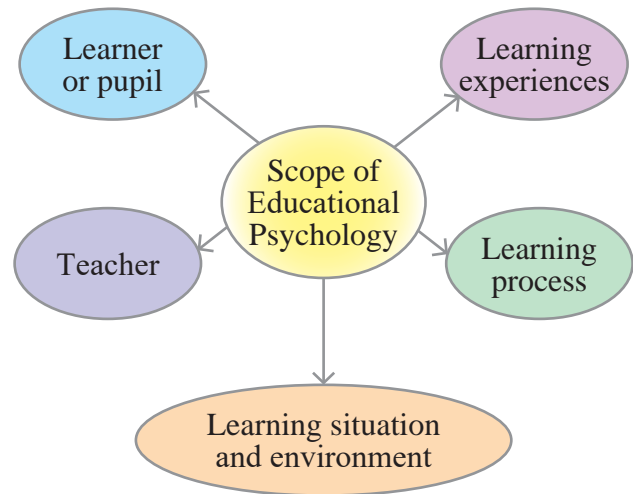 Learner
or pupil
Learning
experiences
Scope of
Educational
Psychology
Teacher
Learning
process
Learning situation
and environment